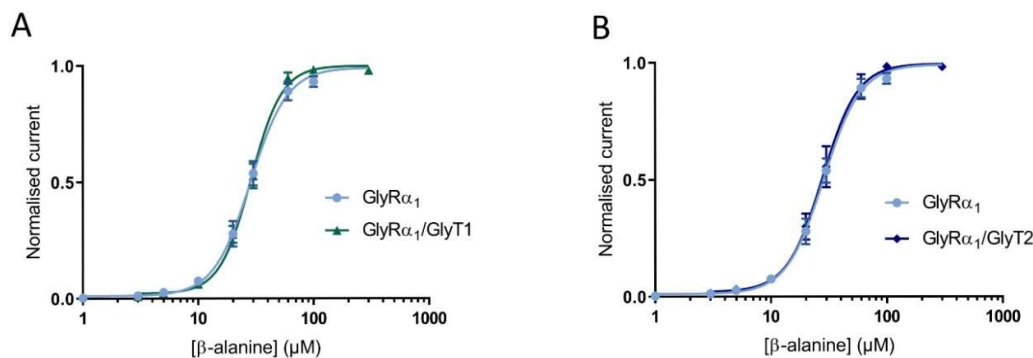 A
Normalised current
1.0
0.5
0.0
1
10
100
1000
[β-alanine] (μM)
GlyRα₁
GlyRα₁/GlyT1
B
Normalised current
1.0
0.5
0.0
1
10
100
1000
[β-alanine] (μM)
GlyRα₁
GlyRα₁/GlyT2